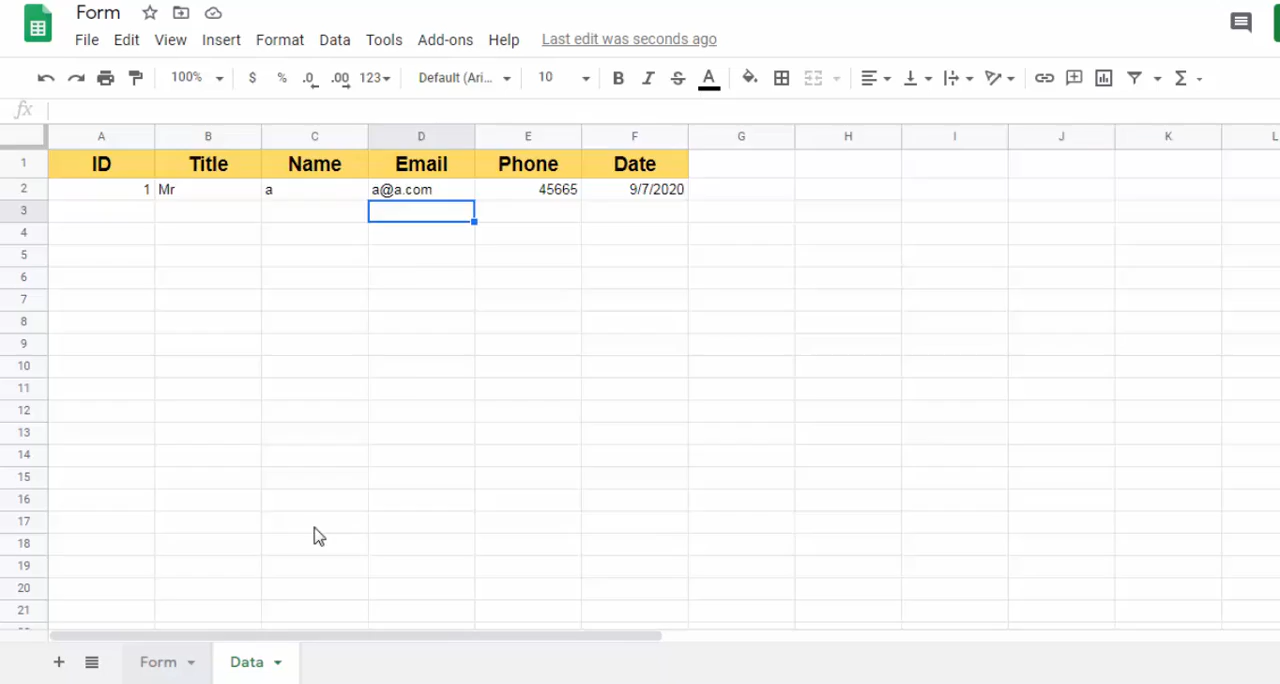 Form
File Edit View Insert Format Data Tools Add-ons Help Last edit was seconds ago
100% $ % .0 .00 123 Default (Ari... 10 B I S A Σ
fx
A B C D E F G H I J K L
1 ID Title Name Email Phone Date
2 1 Mr a a@a.com 45665 9/7/2020
3
4
5
6
7
8
9
10
11
12
13
14
15
16
17
18
19
20
21
+ Form Data